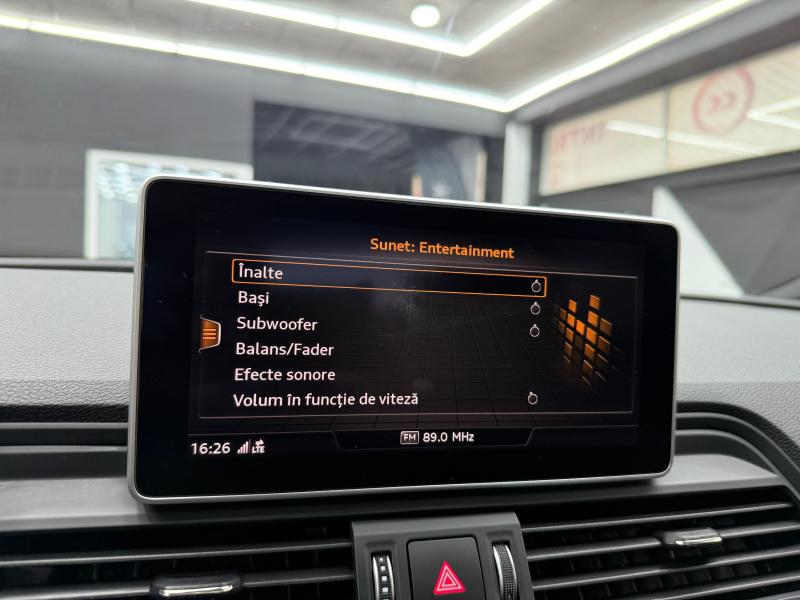 Sunet: Entertainment
Înalte
Bași
Subwoofer
Balans/Fader
Efecte sonore
Volum în funcție de viteză
FM 89.0 MHz
16:26 LTE